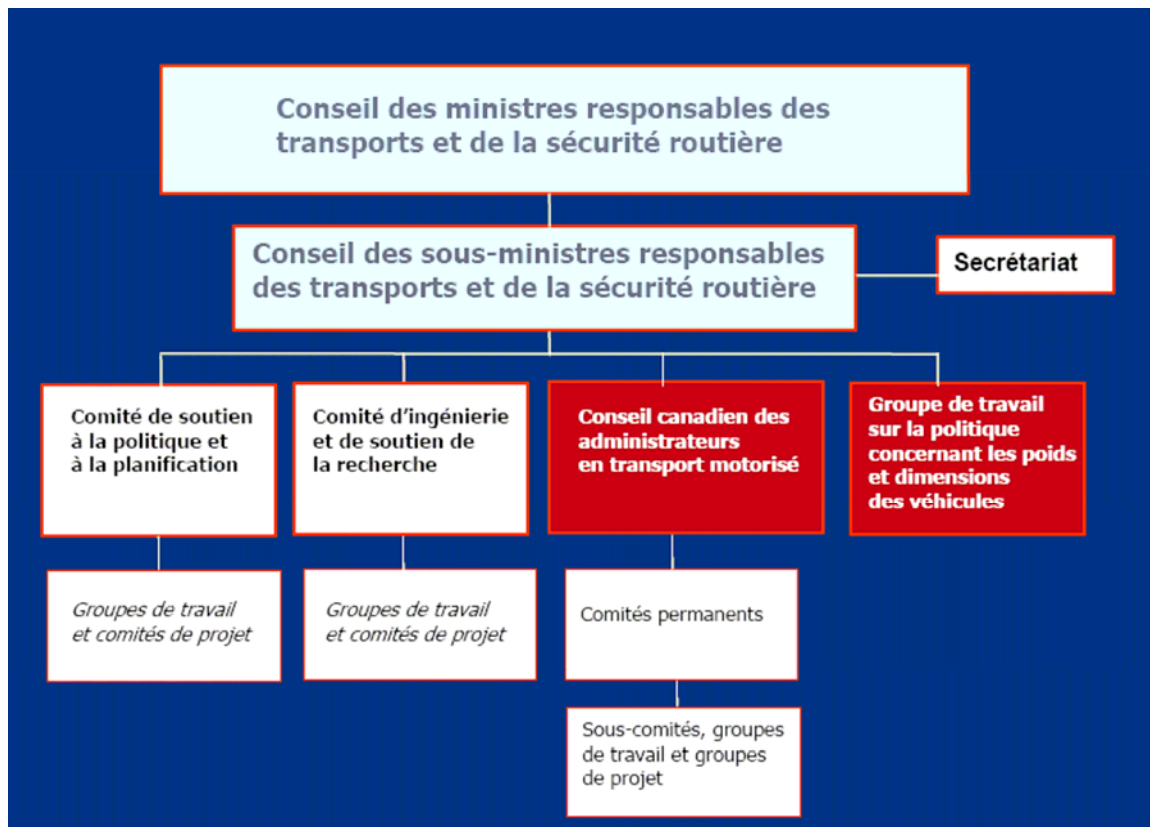 Conseil des ministres responsables des
transports et de la sécurité routière
Conseil des sous-ministres responsables
des transports et de la sécurité routière
Secrétariat
Comité de soutien
à la politique et
à la planification
Comité d'ingénierie
et de soutien de
la recherche
Conseil canadien des
administrateurs
en transport motorisé
Groupe de travail
sur la politique
concernant les poids
et dimensions
des véhicules
Groupes de travail
et comités de projet
Groupes de travail
et comités de projet
Comités permanents
Sous-comités, groupes
de travail et groupes
de projet